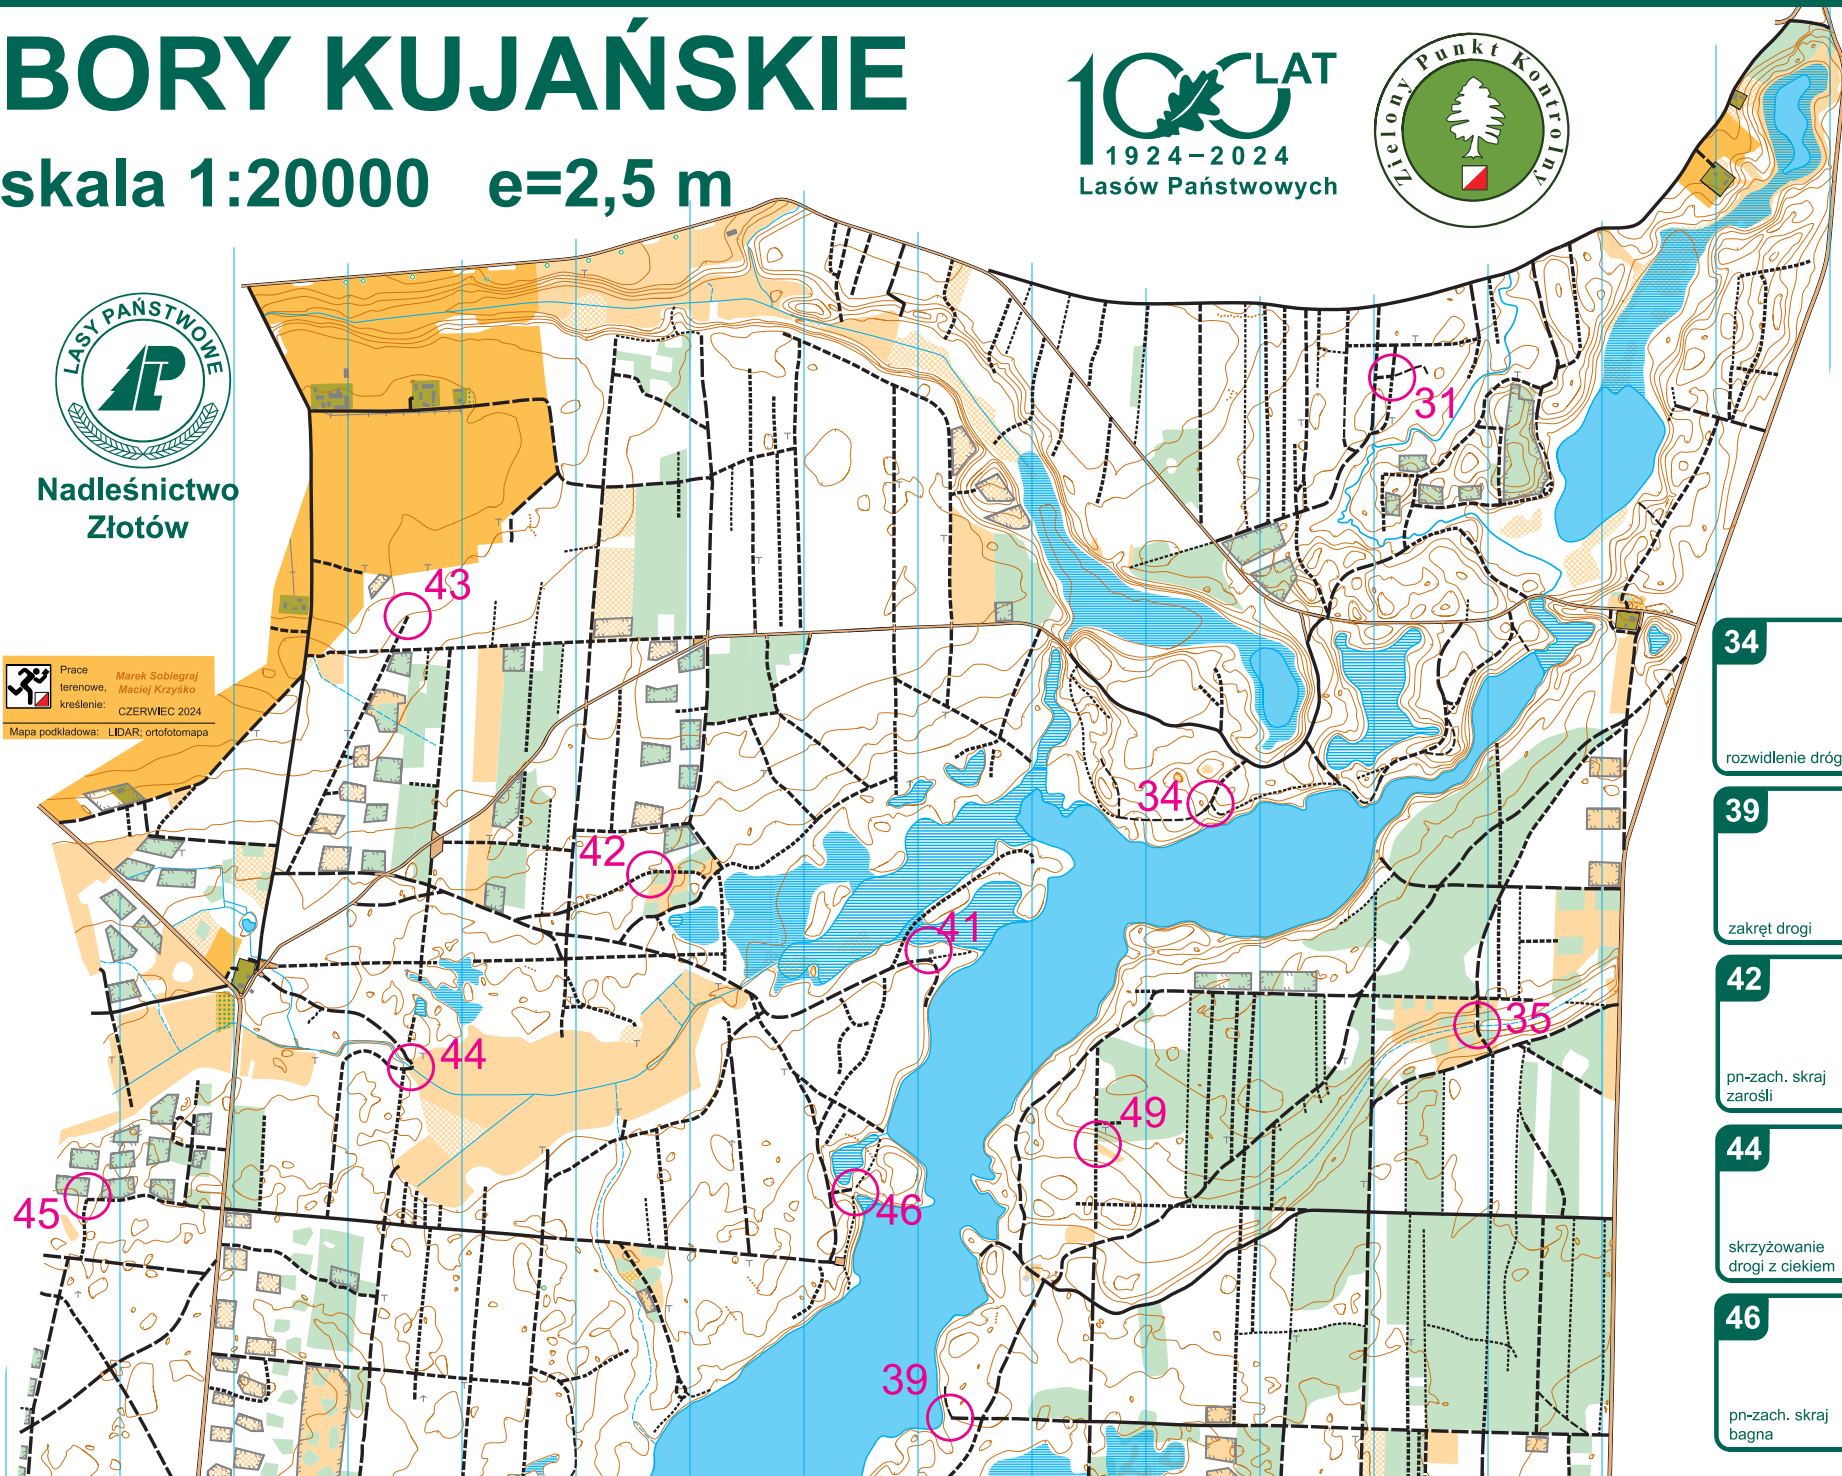 BORY KUJAŃSKIE
skala 1:20000 e=2,5 m
100 LAT
1924–2024
Lasów Państwowych
Zielony Punkt Kontrolny
LASY PAŃSTWOWE
Nadleśnictwo
Złotów
Prace
terenowe,
kreślenie:
Marek Sobiegraj
Maciej Krzyśko
CZERWIEC 2024
Mapa podkładowa: LIDAR; ortofotomapa
31
43
34
42
41
35
44
49
45
46
39
34
rozwidlenie dróg
39
zakręt drogi
42
pn-zach. skraj
zarośli
44
skrzyżowanie
drogi z ciekiem
46
pn-zach. skraj
bagna